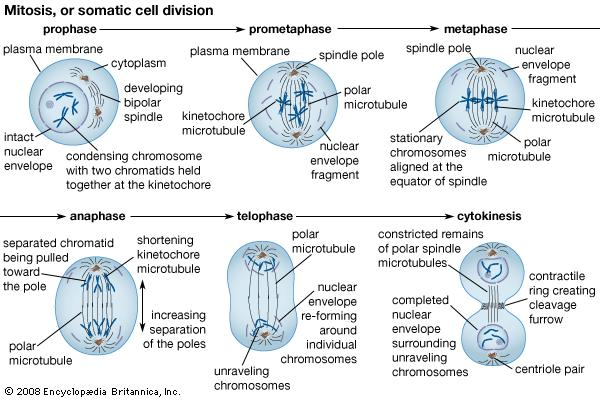 Mitosis, or somatic cell division
prophase
prometaphase
metaphase
plasma membrane
cytoplasm
developing
bipolar
spindle
intact
nuclear
envelope
condensing chromosome
with two chromatids held
together at the kinetochore
plasma membrane
spindle pole
polar
microtubule
kinetochore
microtubule
nuclear
envelope
fragment
spindle pole
nuclear
envelope
fragment
kinetochore
microtubule
polar
microtubule
stationary
chromosomes
aligned at the
equator of spindle
anaphase
telophase
cytokinesis
separated chromatid
being pulled
toward
the pole
shortening
kinetochore
microtubule
increasing
separation
of the poles
polar
microtubule
polar
microtubule
nuclear
envelope
re-forming
around
individual
chromosomes
unraveling
chromosomes
constricted remains
of polar spindle
microtubules
contractile
ring creating
cleavage
furrow
completed
nuclear
envelope
surrounding
unraveling
chromosomes
centriole pair
© 2008 Encyclopædia Britannica, Inc.